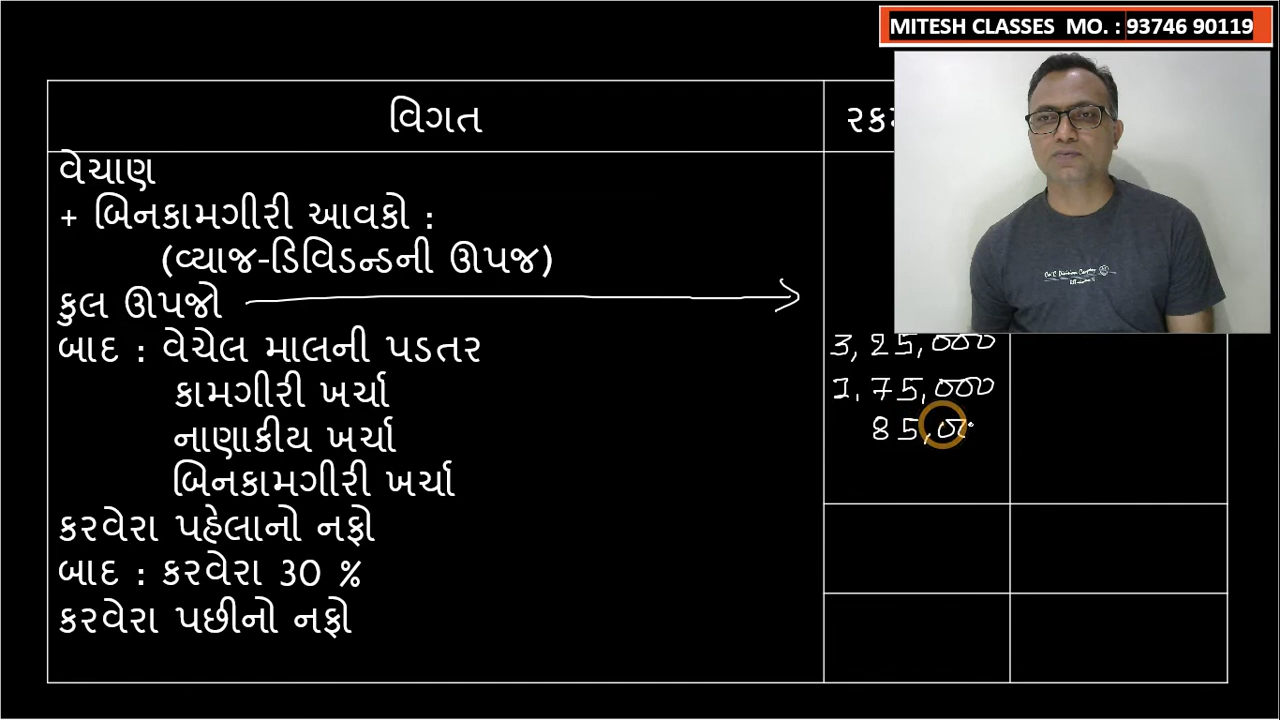 MITESH CLASSES MO. : 93746 90119
વિગત
વેચાણ
+ બિનકામગીરી આવકો :
(વ્યાજ-ડિવિડન્ડની ઊપજ)
કુલ ઊપજો
બાદ : વેચેલ માલની પડતર 3,25,000
કામગીરી ખર્ચા 1,75,000
નાણાકીય ખર્ચા
બિનકામગીરી ખર્ચા
કરવેરા પહેલાનો નફો
બાદ : કરવેરા 30 %
કરવેરા પછીનો નફો